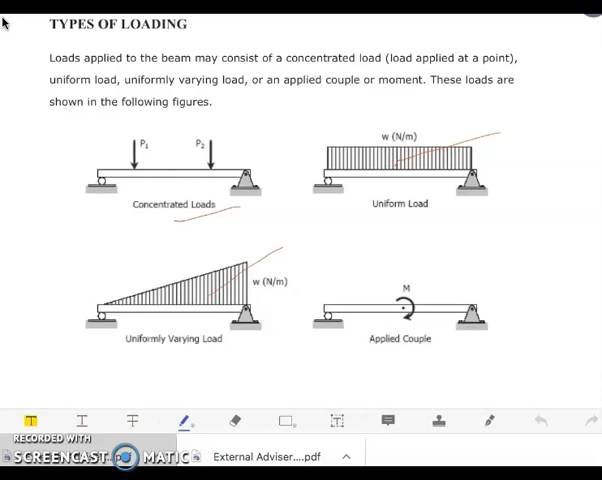 TYPES OF LOADING
Loads applied to the beam may consist of a concentrated load (load applied at a point),
uniform load, uniformly varying load, or an applied couple or moment. These loads are
shown in the following figures.
P1 P2
w (N/m)
Concentrated Loads
Uniform Load
w (N/m)
M
Uniformly Varying Load
Applied Couple
T T T T
RECORDED WITH
SCREENCAST MATIC
External Adviser....pdf